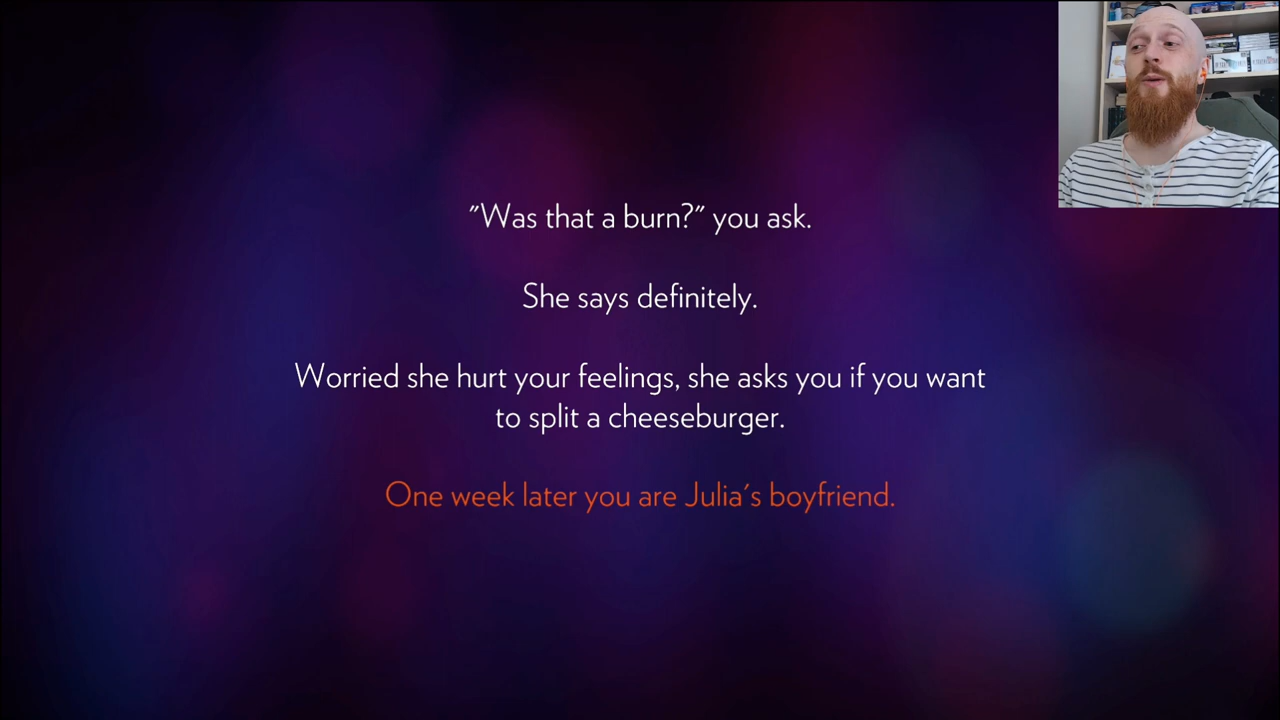 "Was that a burn?" you ask.
She says definitely.
Worried she hurt your feelings, she asks you if you want
to split a cheeseburger.
One week later you are Julia's boyfriend.